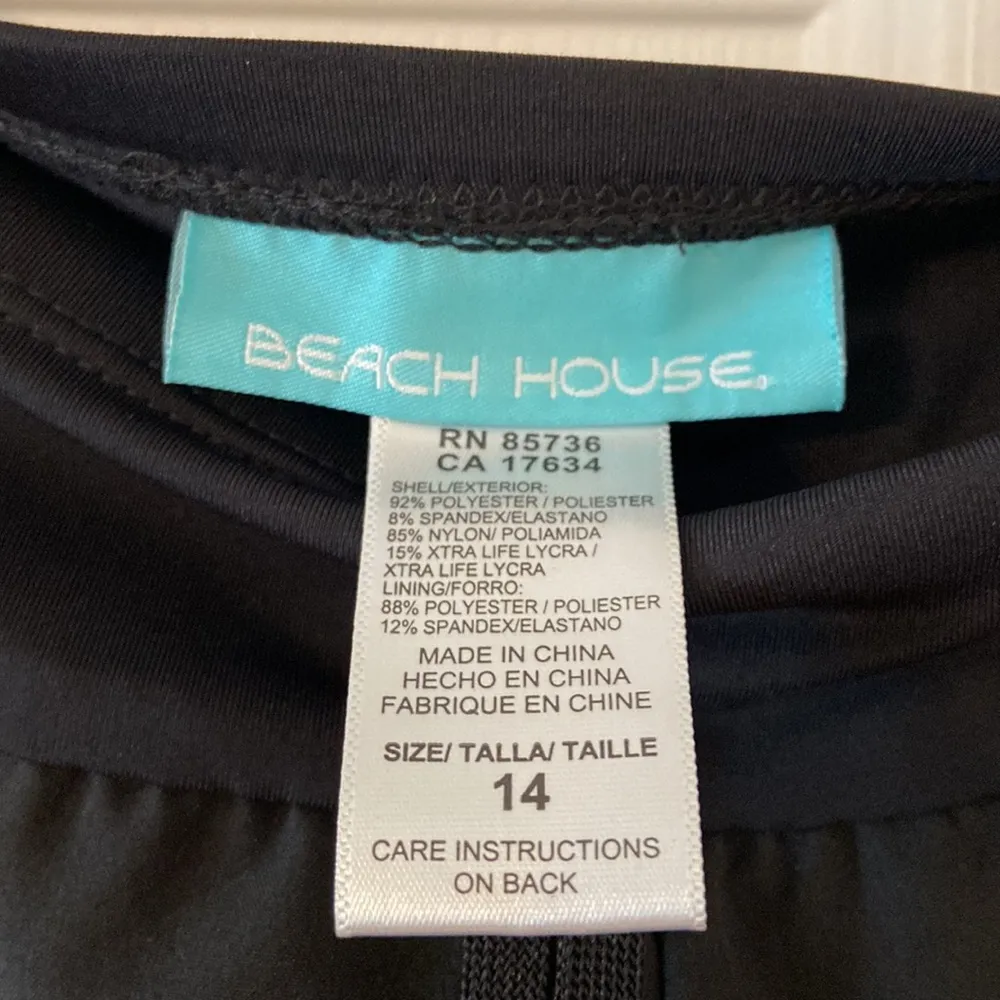 BEACH HOUSE
RN 85736
CA 17634
SHELL/EXTERIOR:
92% POLYESTER / POLIESTER
8% SPANDEX/ELASTANO
85% NYLON/ POLIAMIDA
15% XTRA LIFE LYCRA /
XTRA LIFE LYCRA
LINING/FORRO:
88% POLYESTER / POLIESTER
12% SPANDEX/ELASTANO
MADE IN CHINA
HECHO EN CHINA
FABRIQUE EN CHINE
SIZE/ TALLA/ TAILLE
14
CARE INSTRUCTIONS
ON BACK